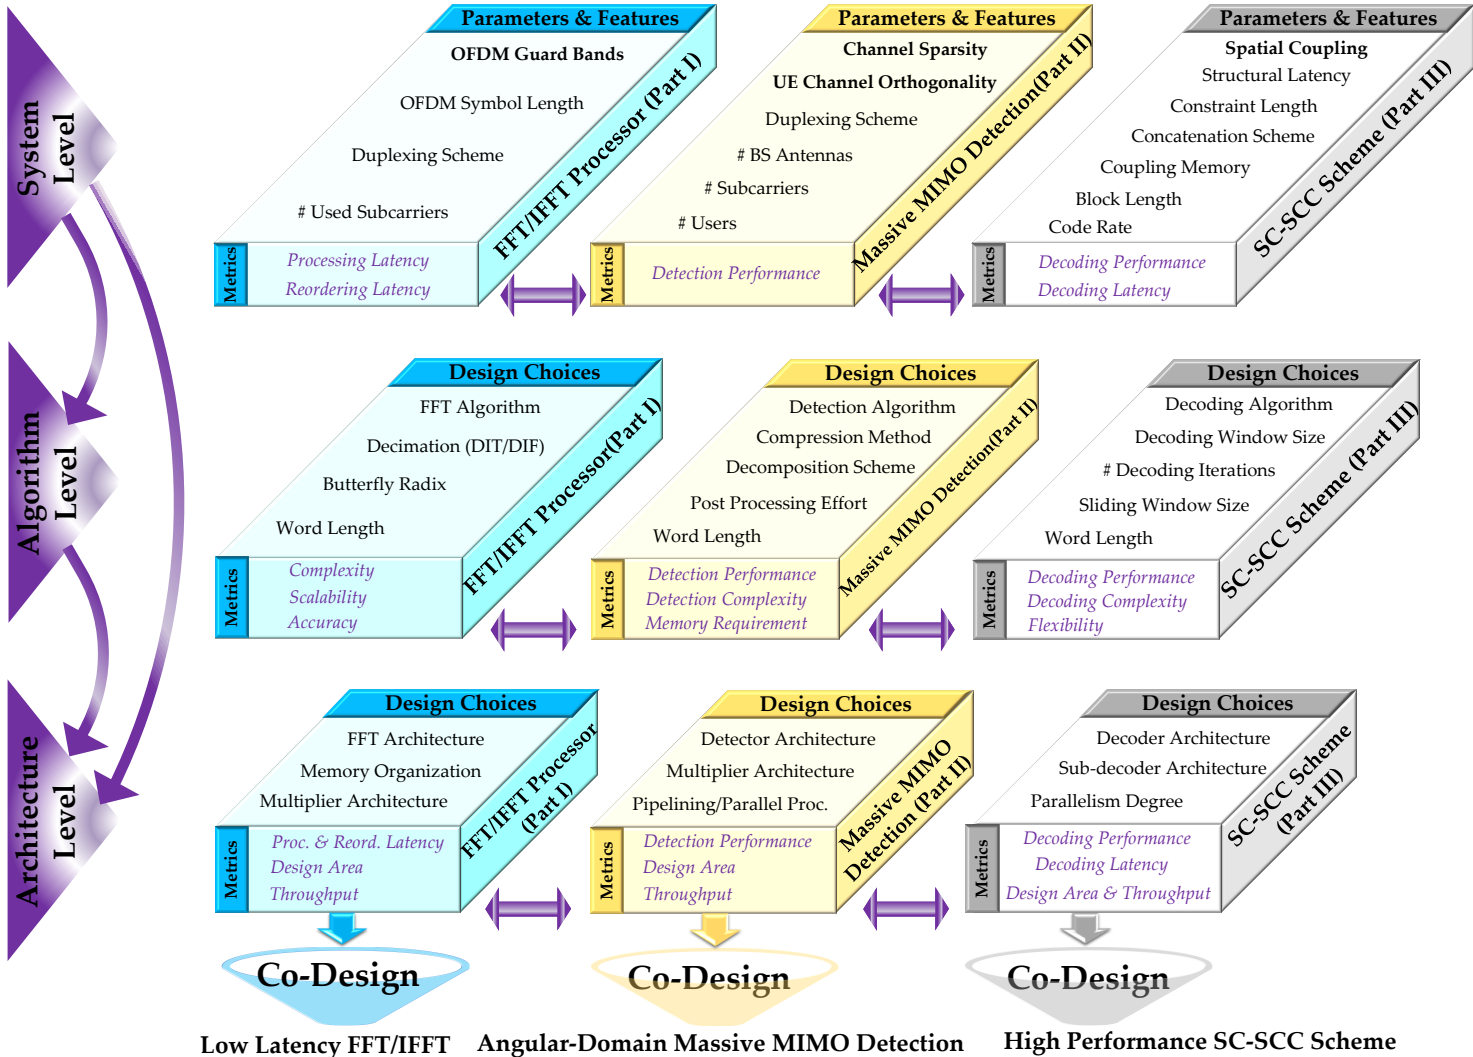 System
Level
Parameters & Features
OFDM Guard Bands
OFDM Symbol Length
Duplexing Scheme
# Used Subcarriers
Metrics
Processing Latency
Reordering Latency
FFT/IFFT Processor (Part I)
Parameters & Features
Channel Sparsity
UE Channel Orthogonality
Duplexing Scheme
# BS Antennas
# Subcarriers
# Users
Metrics
Detection Performance
Massive MIMO Detection(Part II)
Parameters & Features
Spatial Coupling
Structural Latency
Constraint Length
Concatenation Scheme
Coupling Memory
Block Length
Code Rate
Metrics
Decoding Performance
Decoding Latency
SC-SCC Scheme (Part III)
Algorithm
Level
Design Choices
FFT Algorithm
Decimation (DIT/DIF)
Butterfly Radix
Word Length
Metrics
Complexity
Scalability
Accuracy
FFT/IFFT Processor(Part I)
Design Choices
Detection Algorithm
Compression Method
Decomposition Scheme
Post Processing Effort
Word Length
Metrics
Detection Performance
Detection Complexity
Memory Requirement
Massive MIMO Detection(Part II)
Design Choices
Decoding Algorithm
Decoding Window Size
# Decoding Iterations
Sliding Window Size
Word Length
Metrics
Decoding Performance
Decoding Complexity
Flexibility
SC-SCC Scheme (Part III)
Architecture
Level
Design Choices
FFT Architecture
Memory Organization
Multiplier Architecture
Metrics
Proc. & Reord. Latency
Design Area
Throughput
FFT/IFFT Processor
(Part I)
Design Choices
Detector Architecture
Multiplier Architecture
Pipelining/Parallel Proc.
Metrics
Detection Performance
Design Area
Throughput
Massive MIMO
Detection (Part II)
Design Choices
Decoder Architecture
Sub-decoder Architecture
Parallelism Degree
Metrics
Decoding Performance
Decoding Latency
Design Area & Throughput
SC-SCC Scheme
(Part III)
Co-Design
Co-Design
Co-Design
Low Latency FFT/IFFT
Angular-Domain Massive MIMO Detection
High Performance SC-SCC Scheme